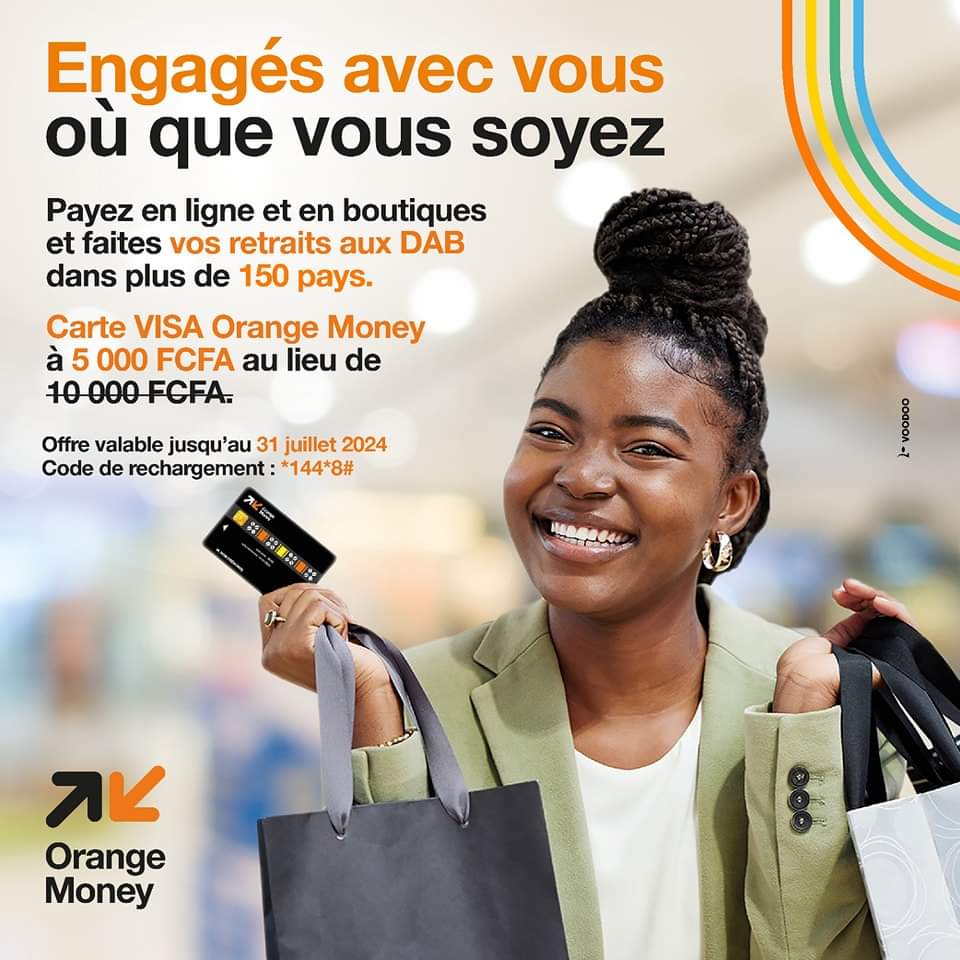 Engagés avec vous
où que vous soyez
Payez en ligne et en boutiques
et faites vos retraits aux DAB
dans plus de 150 pays.
Carte VISA Orange Money
à 5 000 FCFA au lieu de
10 000 FCFA.
Offre valable jusqu'au 31 juillet 2024
Code de rechargement : *144*8#
VOODOO
Orange
Money
Orange
Money